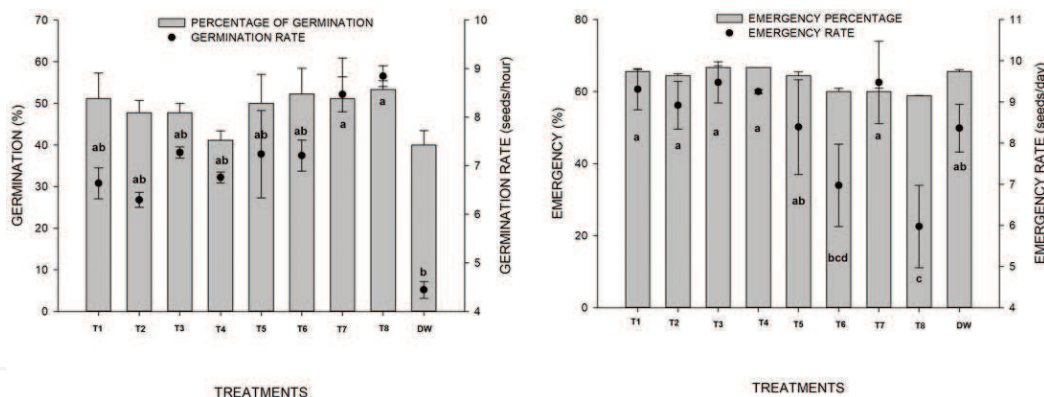 PERCENTAGE OF GERMINATION
GERMINATION RATE
GERMINATION (%)
70
60
50
40
30
20
10
0
ab
ab
ab
ab
ab
ab
a
a
b
10
9
8
7
6
5
4
GERMINATION RATE (seeds/hour)
T1 T2 T3 T4 T5 T6 T7 T8 DW
TREATMENTS
EMERGENCY PERCENTAGE
EMERGENCY RATE
EMERGENCY (%)
80
60
40
20
0
a
a
a
a
ab
bcd
a
c
ab
11
10
9
8
7
6
5
4
EMERGENCY RATE (seeds/day)
T1 T2 T3 T4 T5 T6 T7 T8 DW
TREATMENTS